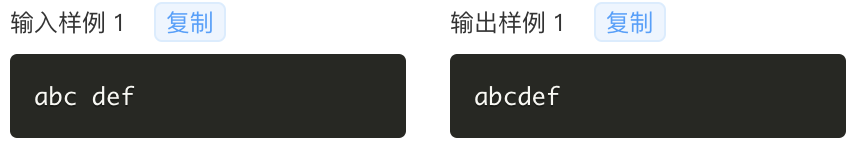 输入样例 1 复制
abc def
输出样例 1 复制
abcdef